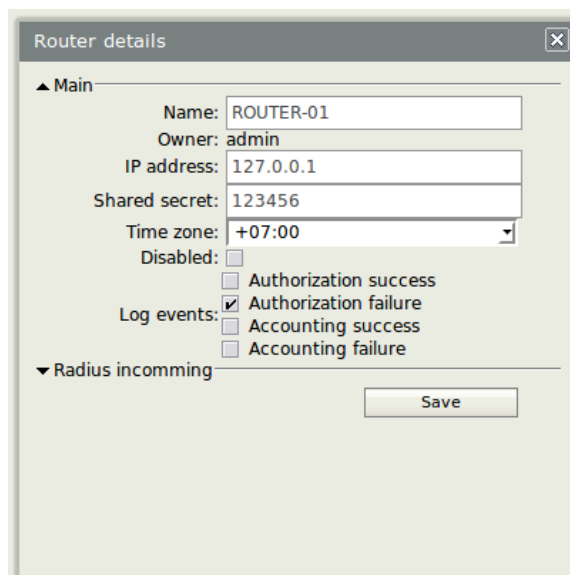 Router details
Main
Name: ROUTER-01
Owner: admin
IP address: 127.0.0.1
Shared secret: 123456
Time zone: +07:00
Disabled:
Log events:
Authorization success
Authorization failure
Accounting success
Accounting failure
Radius incomming
Save